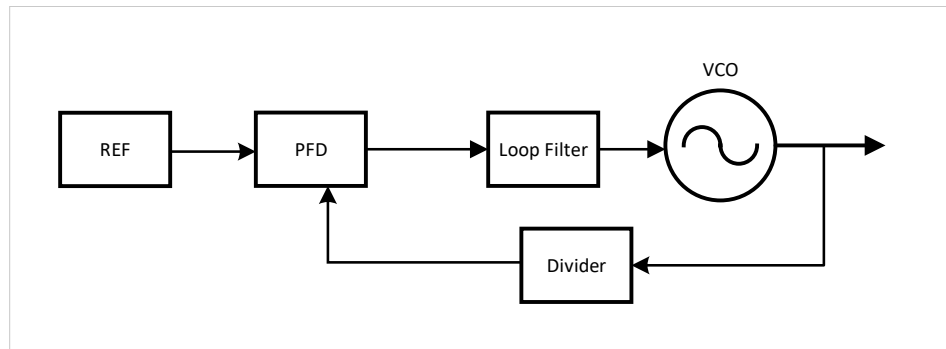 VCO
REF
PFD
Loop Filter
Divider